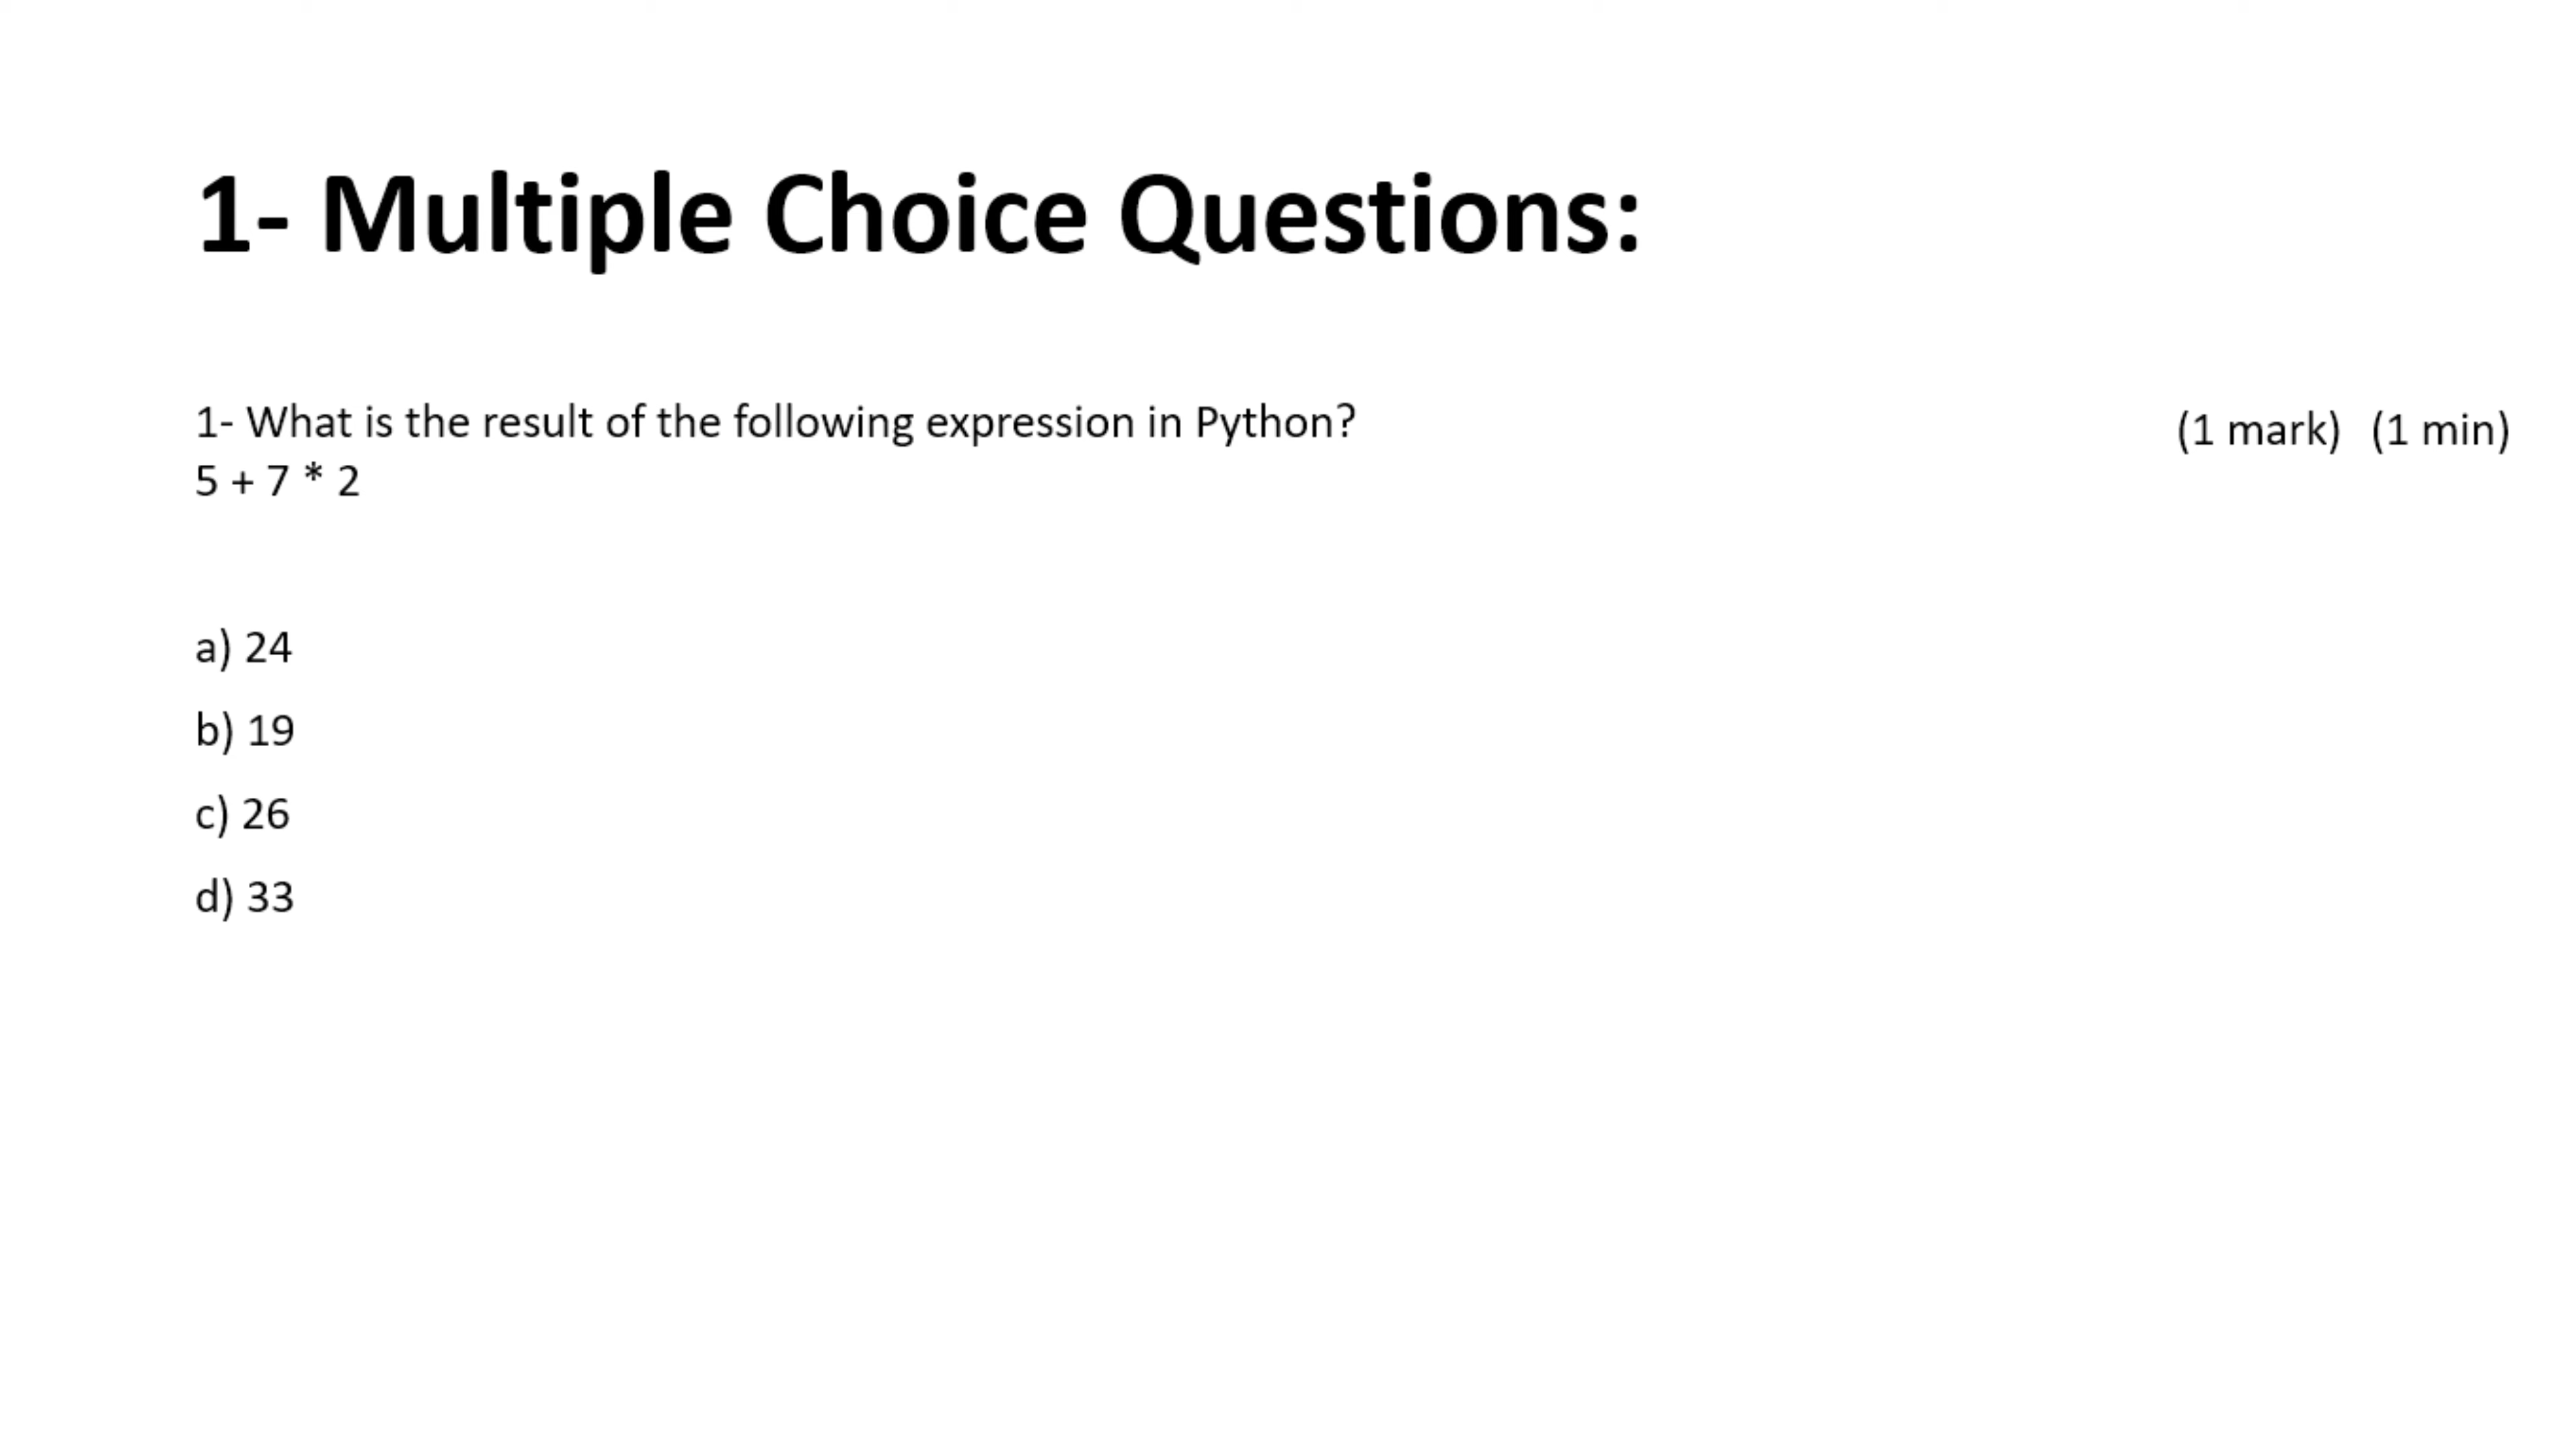 1- Multiple Choice Questions:
1- What is the result of the following expression in Python? (1 mark) (1 min)
5 + 7 * 2
a) 24
b) 19
c) 26
d) 33